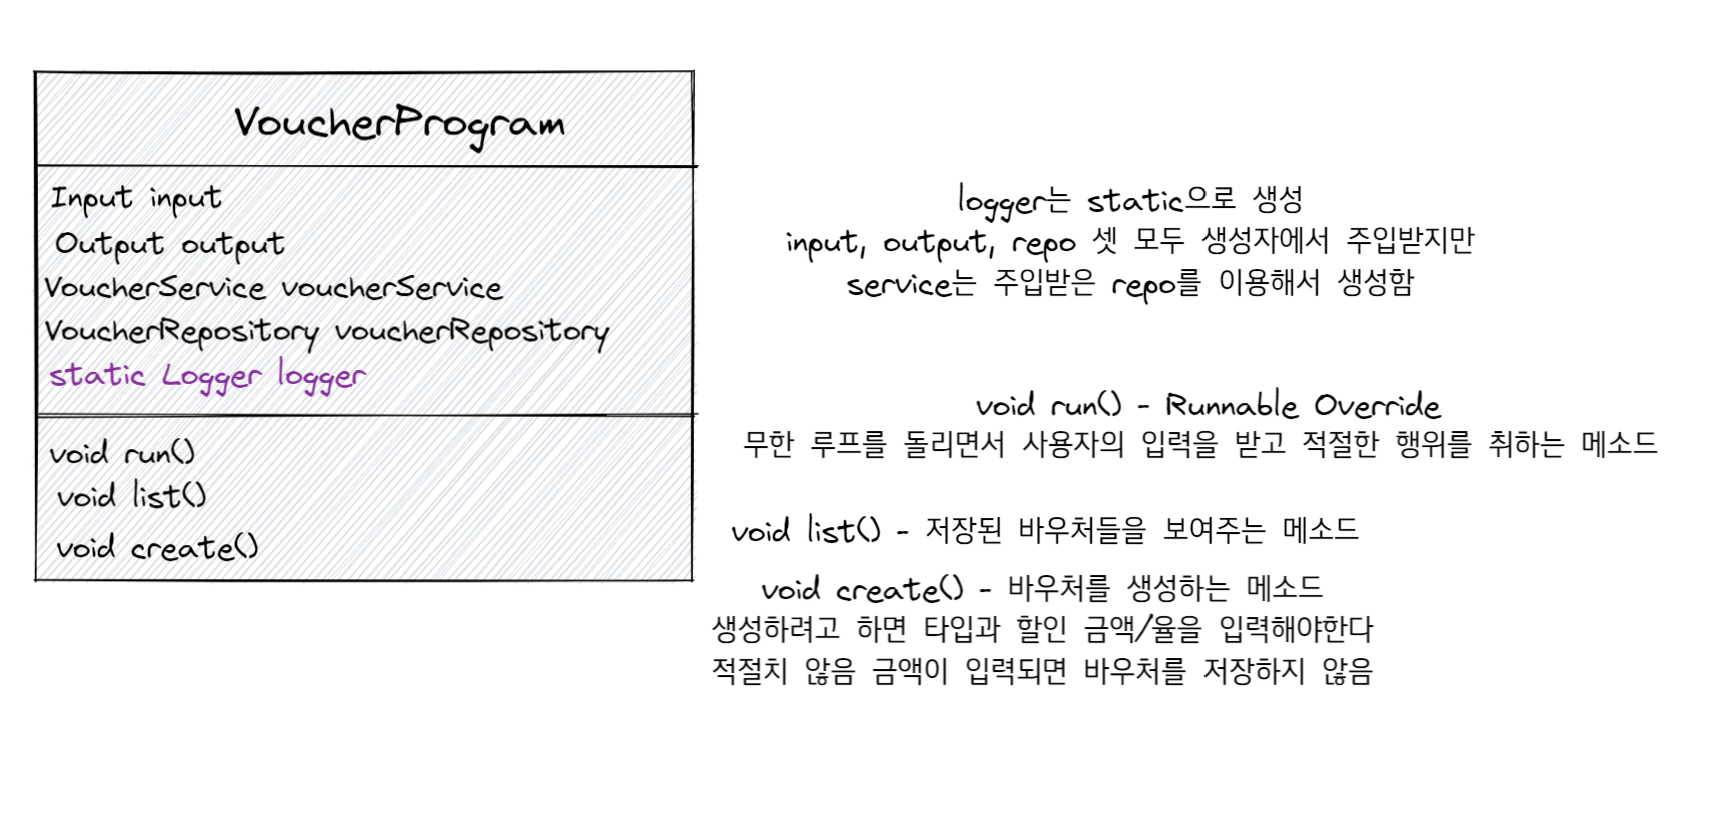 VoucherProgram
Input input
Output output
VoucherService voucherService
VoucherRepository voucherRepository
static Logger logger
void run()
void list()
void create()
logger는 static으로 생성
input, output, repo 셋 모두 생성자에서 주입받지만
service는 주입받은 repo를 이용해서 생성함
void run() - Runnable Override
무한 루프를 돌리면서 사용자의 입력을 받고 적절한 행위를 취하는 메소드
void list() - 저장된 바우처들을 보여주는 메소드
void create() - 바우처를 생성하는 메소드
생성하려고 하면 타입과 할인 금액/율을 입력해야한다
적절치 않음 금액이 입력되면 바우처를 저장하지 않음